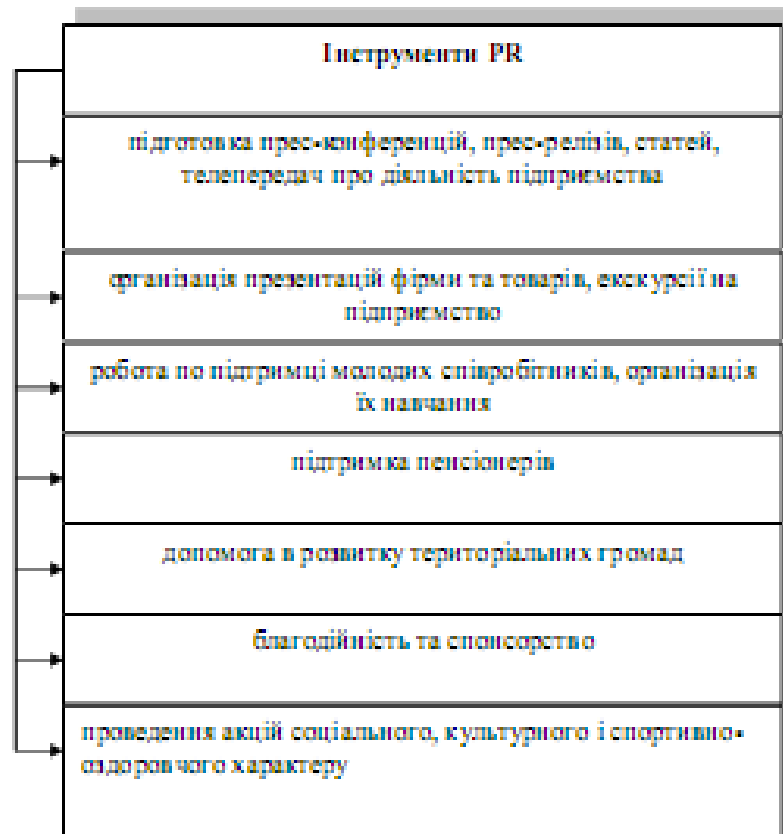 Інструменти PR
підготовка прес-конференцій, прес-релізів, статей,
телепередач про діяльність підприємства
організація презентацій фірми та товарів, екскурсії на
підприємство
робота по підтримці молодих співробітників, організація
їх навчання
підтримка пенсіонерів
допомога в розвитку територіальних громад
благодійність та спонсорство
проведення акцій соціального, культурного і спортивно-
оздоровчого характеру